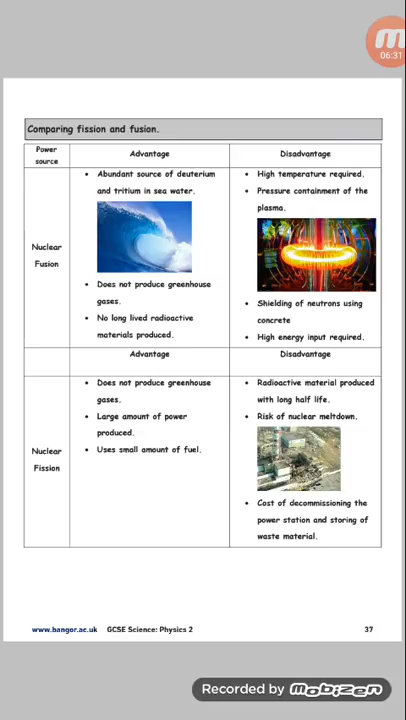 06:31
Comparing fission and fusion.
Power
source
Advantage
Disadvantage
Nuclear
Fusion
• Abundant source of deuterium
and tritium in sea water.
• Does not produce greenhouse
gases.
• No long lived radioactive
materials produced.
• High temperature required.
• Pressure containment of the
plasma.
• Shielding of neutrons using
concrete
• High energy input required.
Advantage
Disadvantage
Nuclear
Fission
• Does not produce greenhouse
gases.
• Large amount of power
produced.
• Uses small amount of fuel.
• Radioactive material produced
with long half life.
• Risk of nuclear meltdown.
• Cost of decommissioning the
power station and storing of
waste material.
www.bangor.ac.uk GCSE Science: Physics 2
37
Recorded by Mobizen